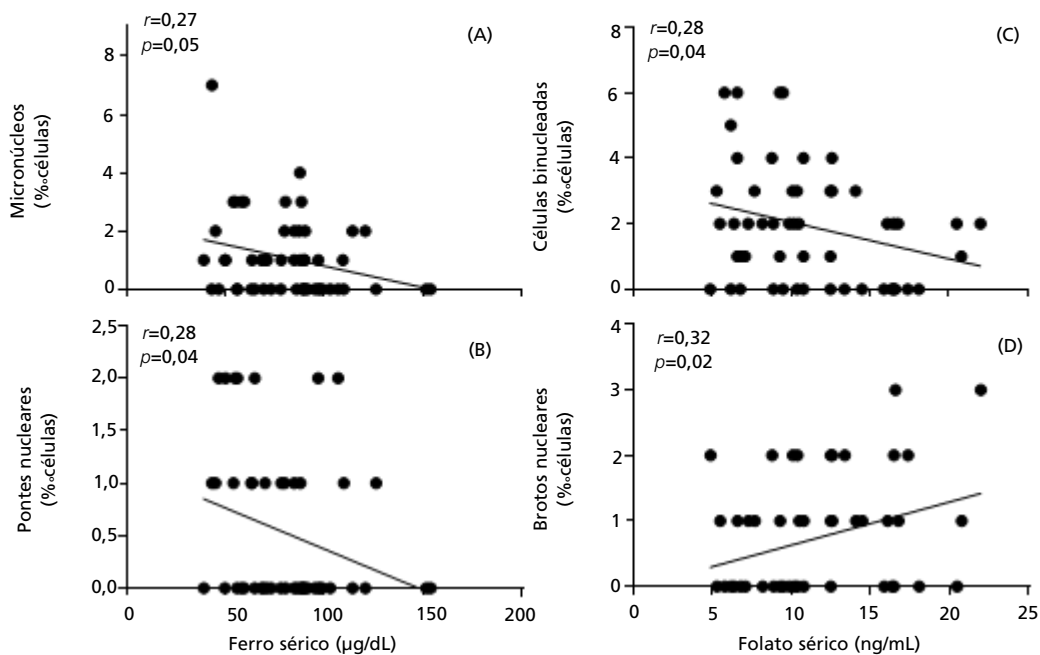 r=0,27
p=0,05
(A)
8
6
4
2
0
Micronúcleos
(‰células)
r=0,28
p=0,04
(C)
8
6
4
2
0
Células binucleadas
(‰células)
2,5
2,0
1,5
1,0
0,5
0,0
r=0,28
p=0,04
(B)
Pontes nucleares
(‰células)
0
50
100
150
200
Ferro sérico (µg/dL)
4
3
2
1
0
r=0,32
p=0,02
(D)
Brotos nucleares
(‰células)
0
5
10
15
20
25
Folato sérico (ng/mL)